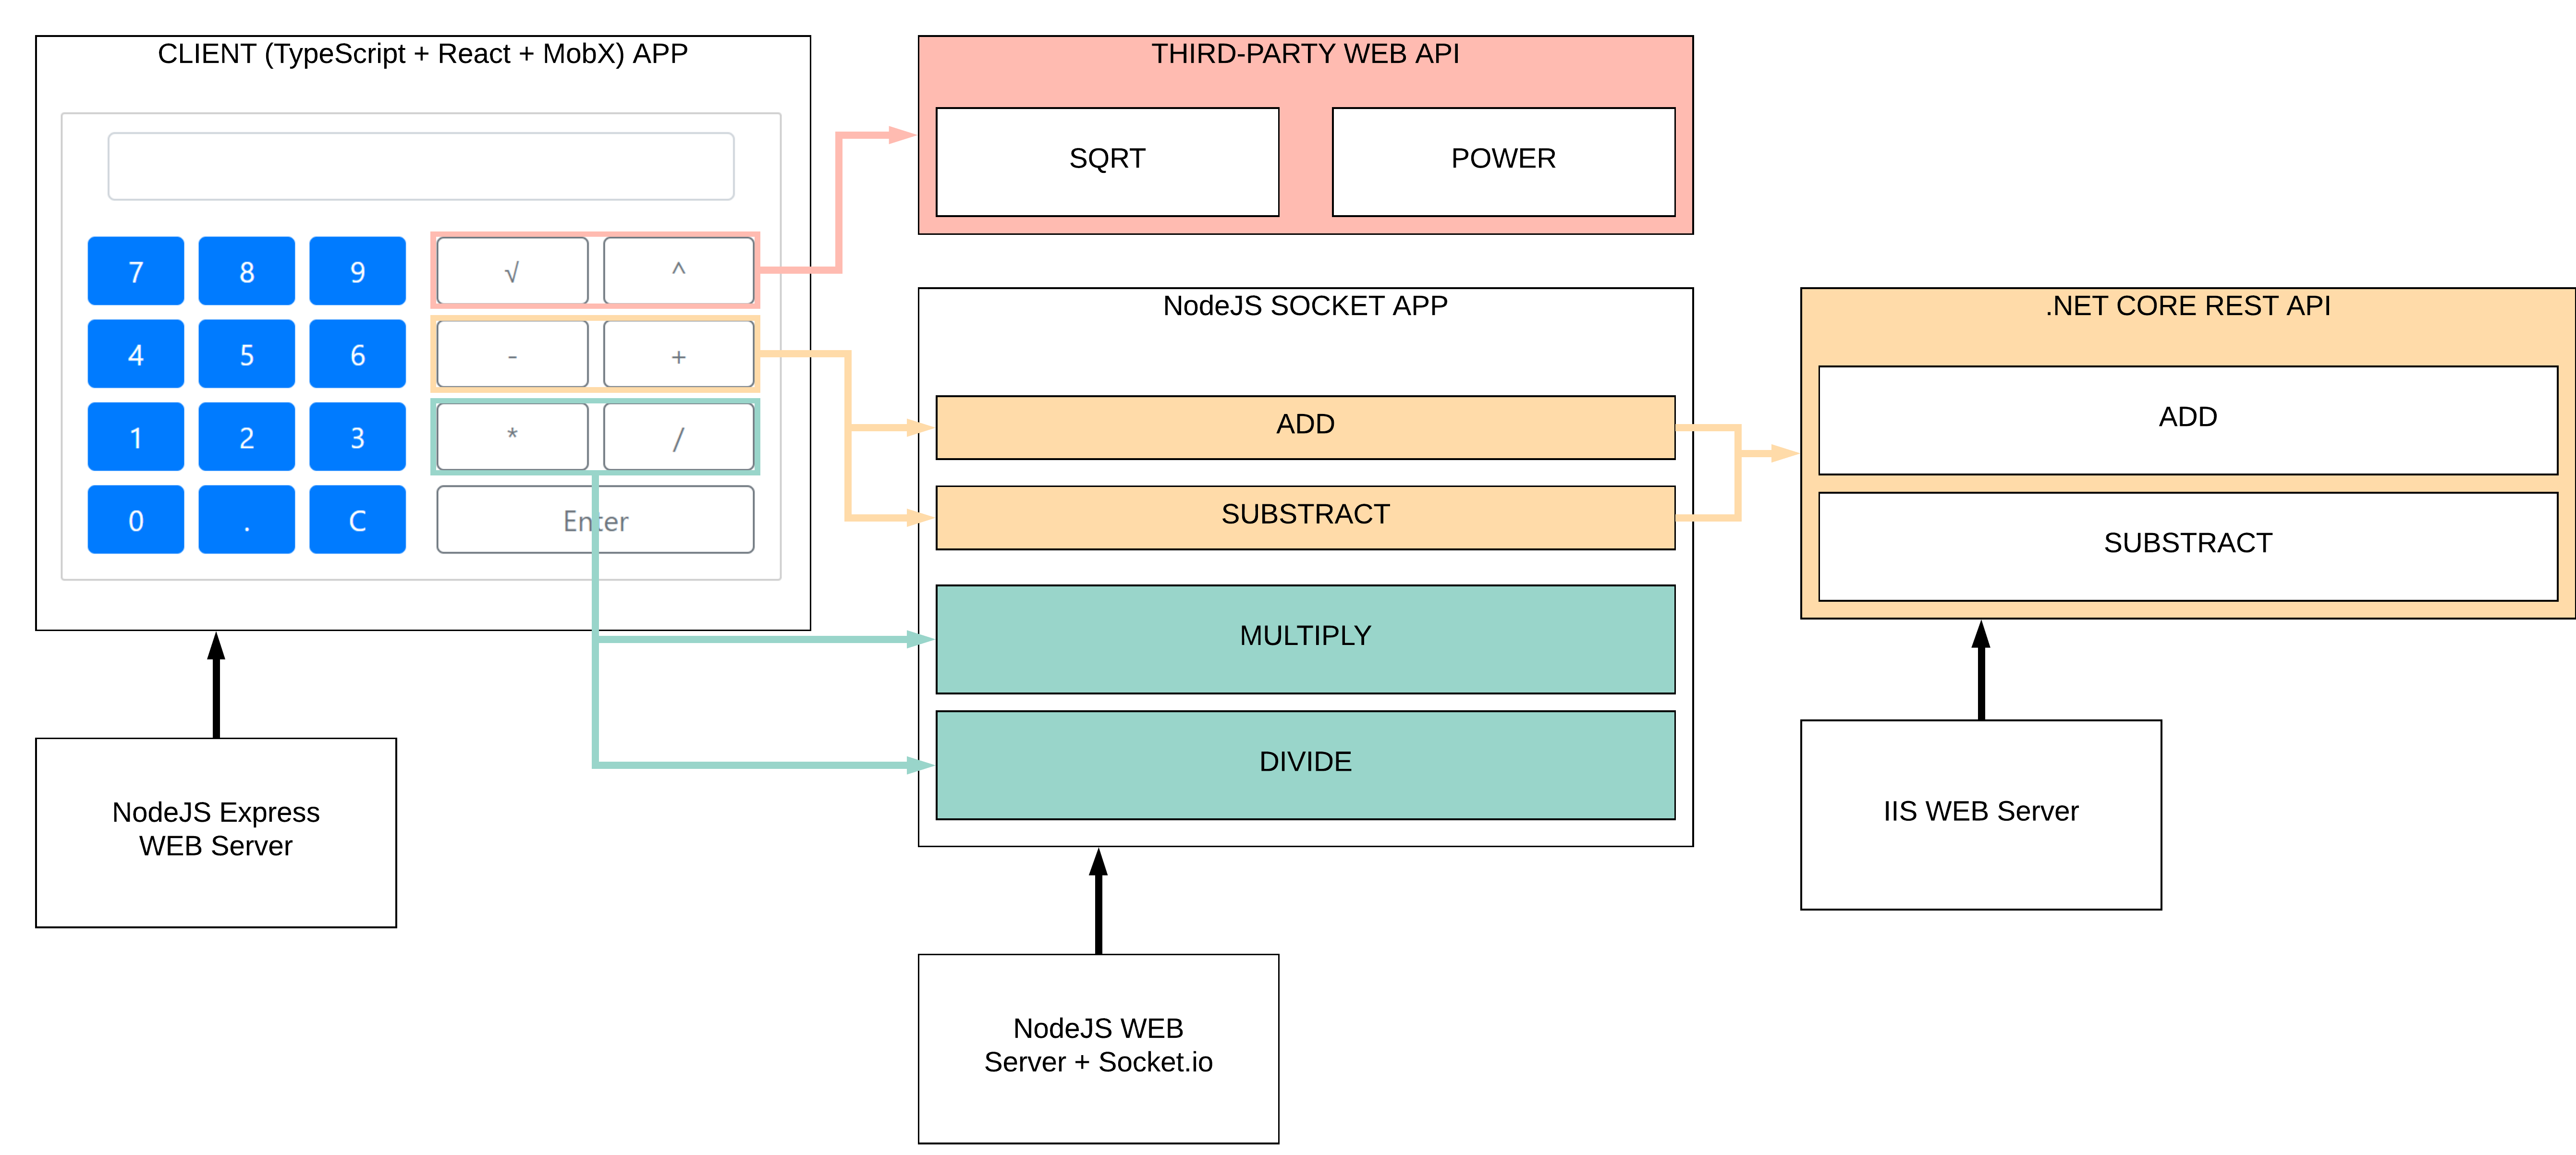 CLIENT (TypeScript + React + MobX) APP
7 8 9 √ ^
4 5 6 - +
1 2 3 * /
0 . C Enter
NodeJS Express
WEB Server
THIRD-PARTY WEB API
SQRT
POWER
NodeJS SOCKET APP
ADD
SUBSTRACT
MULTIPLY
DIVIDE
NodeJS WEB
Server + Socket.io
.NET CORE REST API
ADD
SUBSTRACT
IIS WEB Server